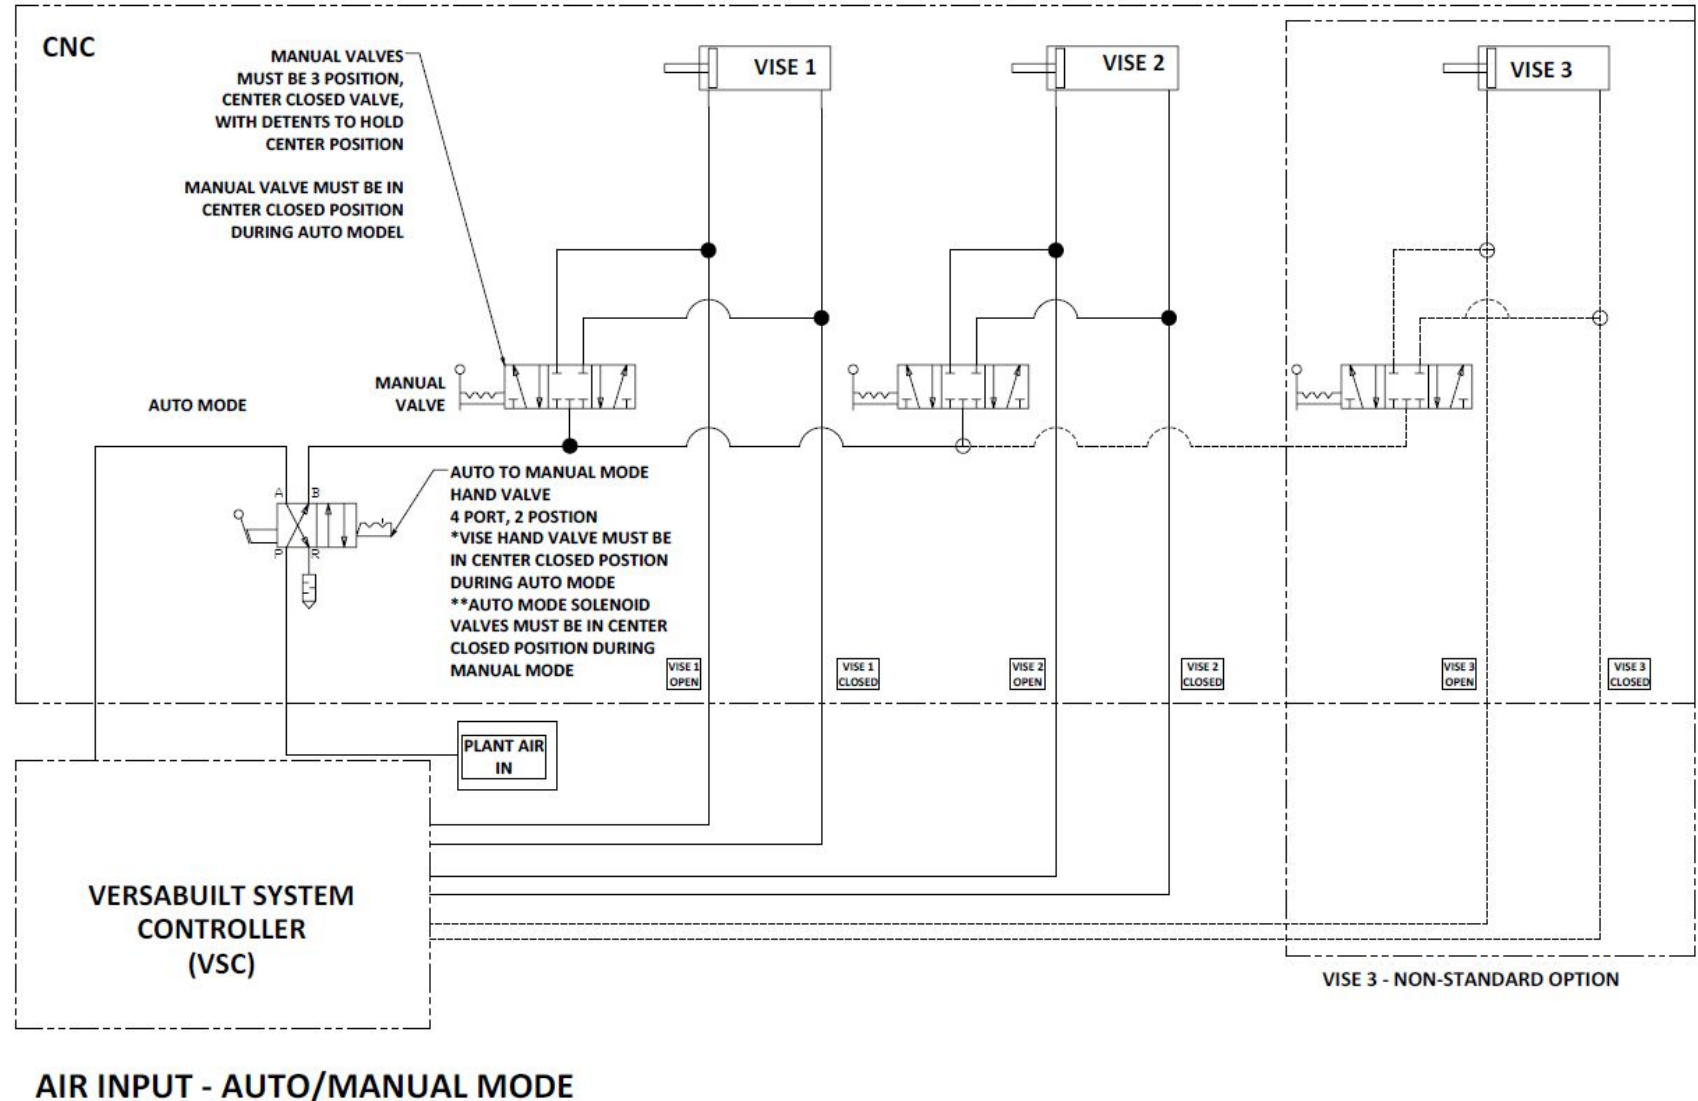 CNC
MANUAL VALVES
MUST BE 3 POSITION,
CENTER CLOSED VALVE,
WITH DETENTS TO HOLD
CENTER POSITION
MANUAL VALVE MUST BE IN
CENTER CLOSED POSITION
DURING AUTO MODEL
VISE 1
VISE 2
VISE 3
MANUAL
VALVE
AUTO MODE
A B
P R
AUTO TO MANUAL MODE
HAND VALVE
4 PORT, 2 POSTION
*VISE HAND VALVE MUST BE
IN CENTER CLOSED POSTION
DURING AUTO MODE
**AUTO MODE SOLENOID
VALVES MUST BE IN CENTER
CLOSED POSITION DURING
MANUAL MODE
VISE 1
OPEN
VISE 1
CLOSED
VISE 2
OPEN
VISE 2
CLOSED
VISE 3
OPEN
VISE 3
CLOSED
PLANT AIR
IN
VERSABUILT SYSTEM
CONTROLLER
(VSC)
VISE 3 - NON-STANDARD OPTION
AIR INPUT - AUTO/MANUAL MODE